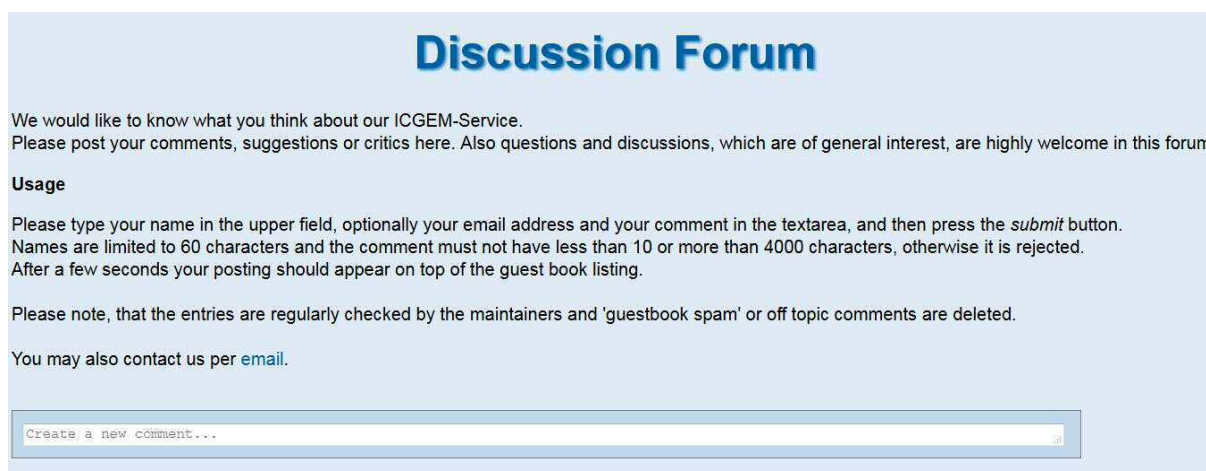 Discussion Forum
We would like to know what you think about our ICGEM-Service.
Please post your comments, suggestions or critics here. Also questions and discussions, which are of general interest, are highly welcome in this forum
Usage
Please type your name in the upper field, optionally your email address and your comment in the textarea, and then press the submit button.
Names are limited to 60 characters and the comment must not have less than 10 or more than 4000 characters, otherwise it is rejected.
After a few seconds your posting should appear on top of the guest book listing.
Please note, that the entries are regularly checked by the maintainers and 'guestbook spam' or off topic comments are deleted.
You may also contact us per email.
Create a new comment...